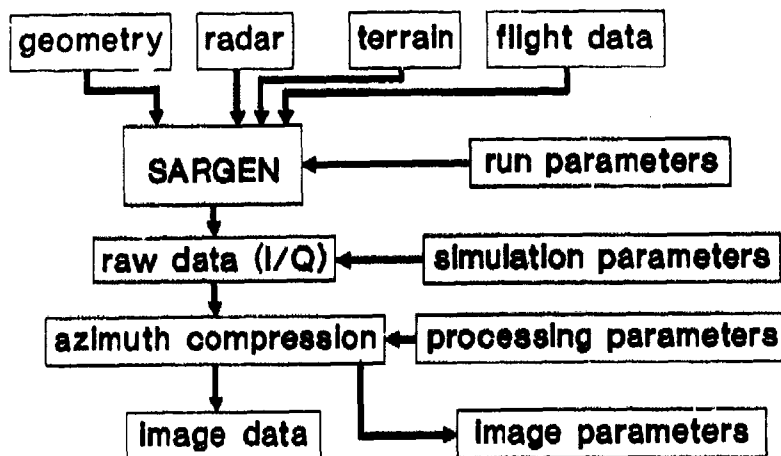 geometry
radar
terrain
flight data
SARGEN
run parameters
raw data (I/Q)
simulation parameters
azimuth compression
processing parameters
image data
image parameters